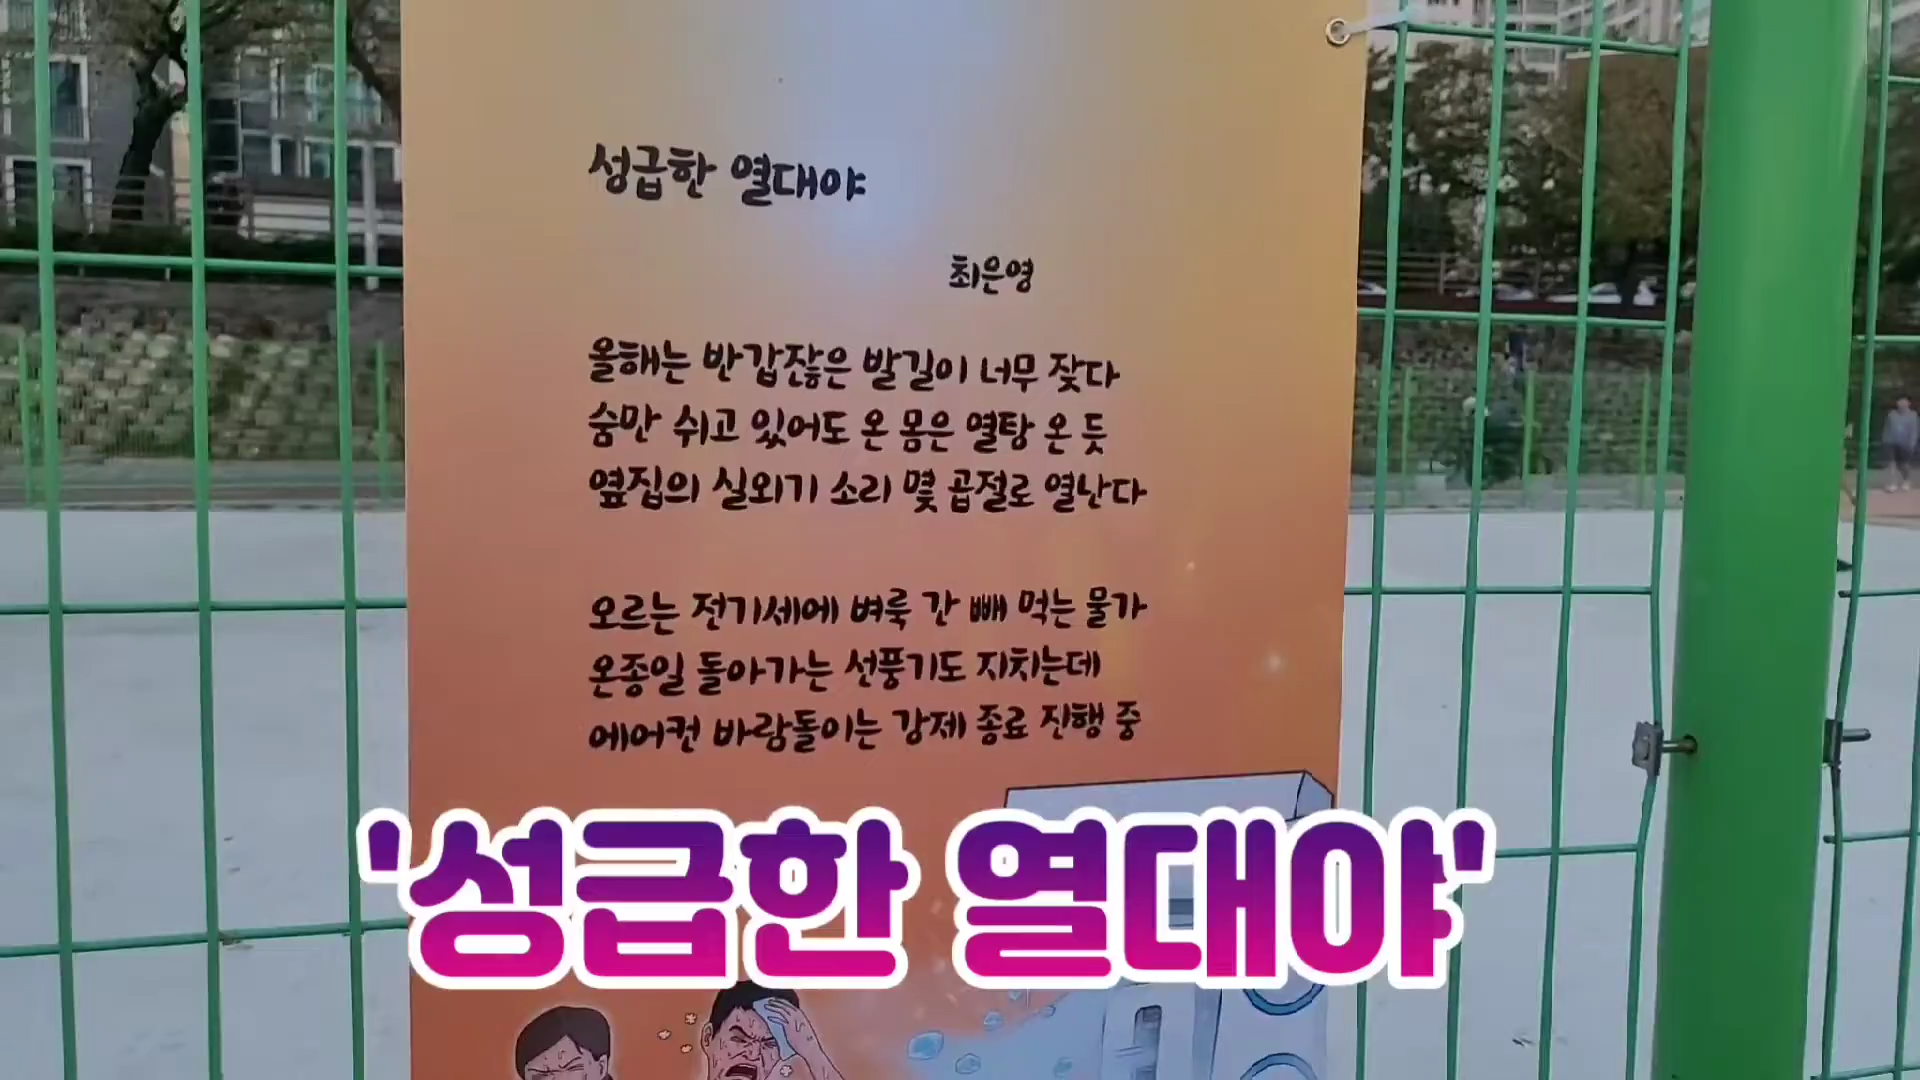 성급한 열대야
최은영
올해는 반갑잖은 발길이 너무 잦다
숨만 쉬고 있어도 온 몸은 열탕 온 듯
옆집의 실외기 소리 몇 곱절로 열난다
오르는 전기세에 벼룩 간 빼 먹는 물가
온종일 돌아가는 선풍기도 지치는데
에어컨 바람돌이는 강제 종료 진행 중
'성급한 열대야'